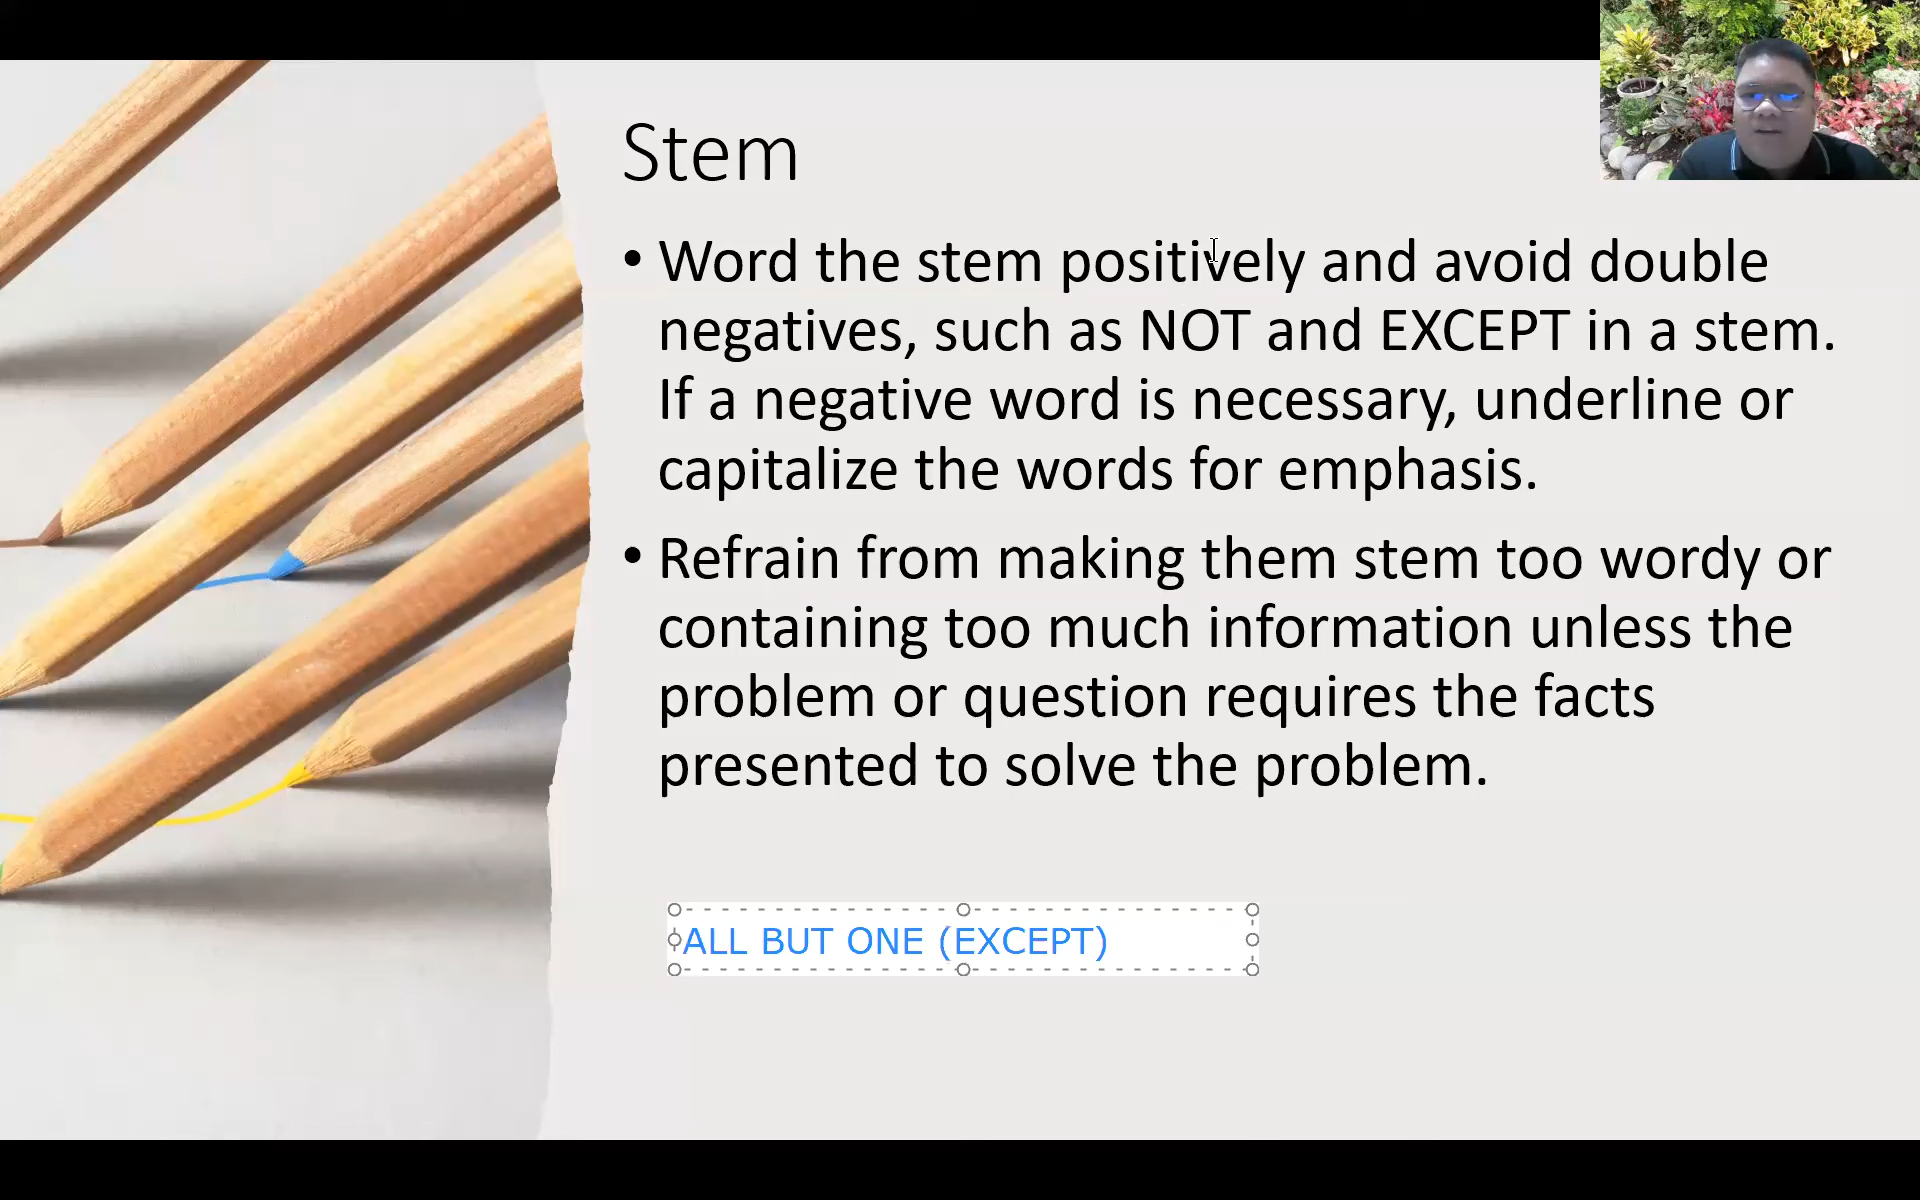 Stem
• Word the stem positively and avoid double
negatives, such as NOT and EXCEPT in a stem.
If a negative word is necessary, underline or
capitalize the words for emphasis.
• Refrain from making them stem too wordy or
containing too much information unless the
problem or question requires the facts
presented to solve the problem.
ALL BUT ONE (EXCEPT)